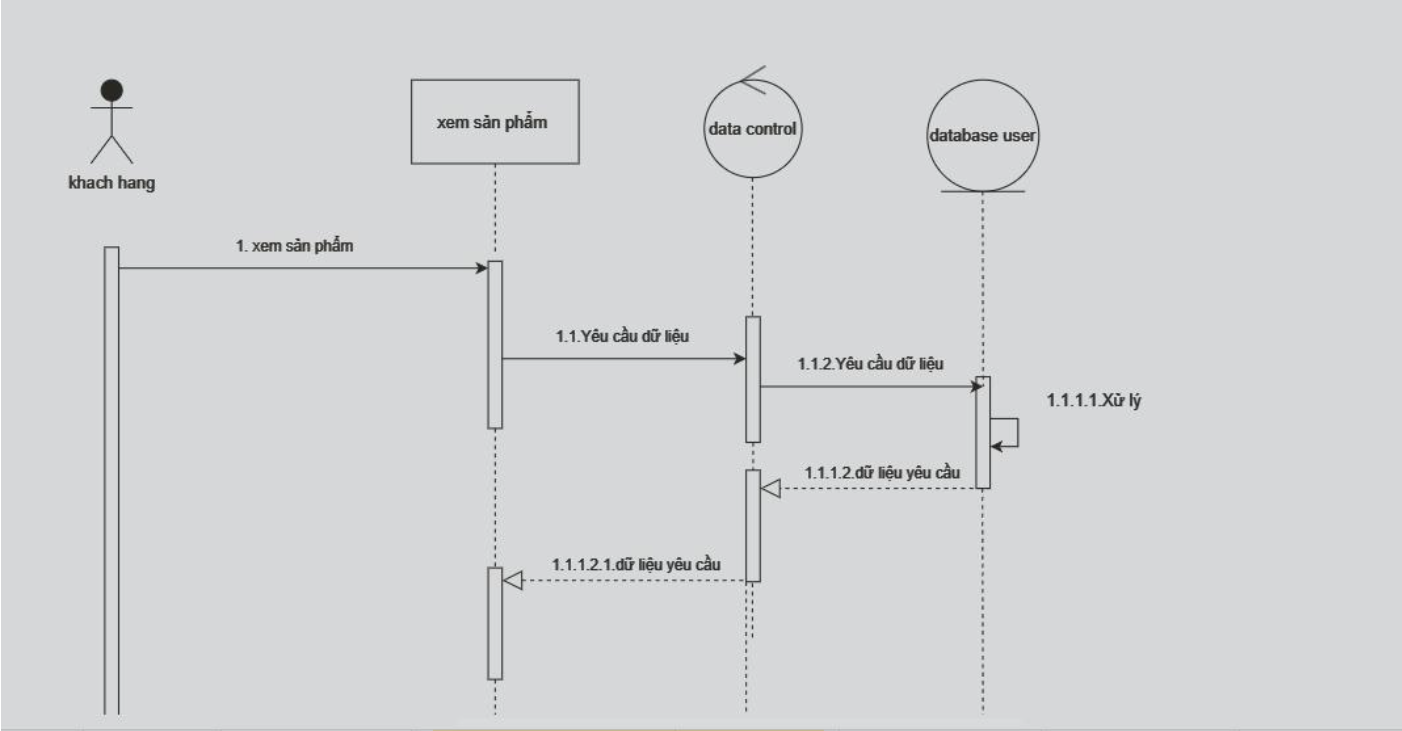 xem sản phẩm
data control
database user
khach hang
1. xem sản phẩm
1.1.Yêu cầu dữ liệu
1.1.2.Yêu cầu dữ liệu
1.1.1.1.Xử lý
1.1.1.2.dữ liệu yêu cầu
1.1.1.2.1.dữ liệu yêu cầu